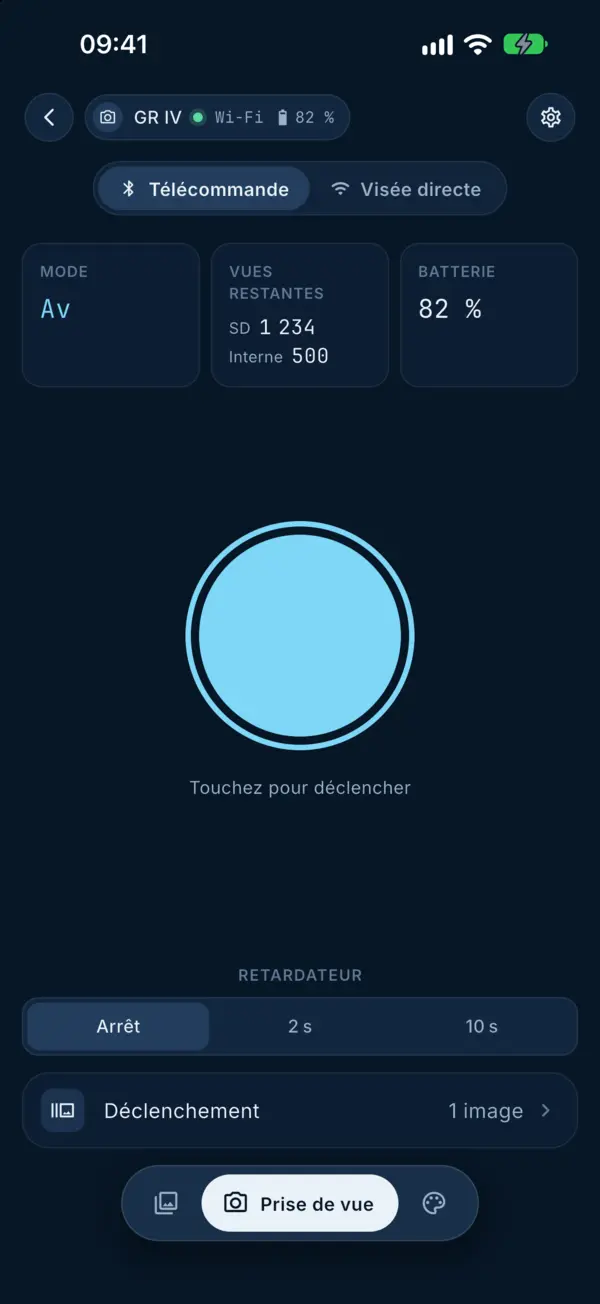 09:41
GR IV Wi-Fi 82 %
Télécommande Visée directe
MODE
Av
VUES
RESTANTES
SD 1 234
Interne 500
BATTERIE
82 %
Touchez pour déclencher
RETARDATEUR
Arrêt 2 s 10 s
Déclenchement 1 image
Prise de vue